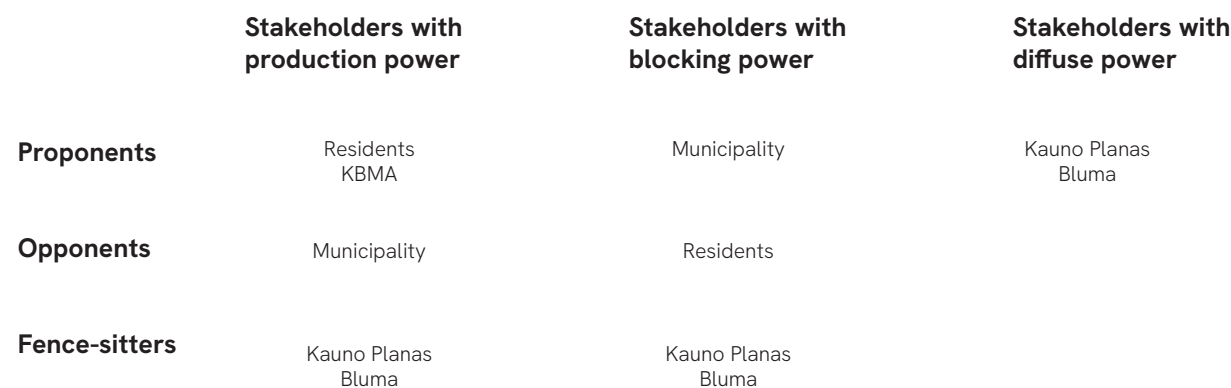 Stakeholders with production power
Stakeholders with blocking power
Stakeholders with diffuse power
Proponents
Residents
KBMA
Municipality
Kauno Planas
Bluma
Opponents
Municipality
Residents
Fence-sitters
Kauno Planas
Bluma
Kauno Planas
Bluma